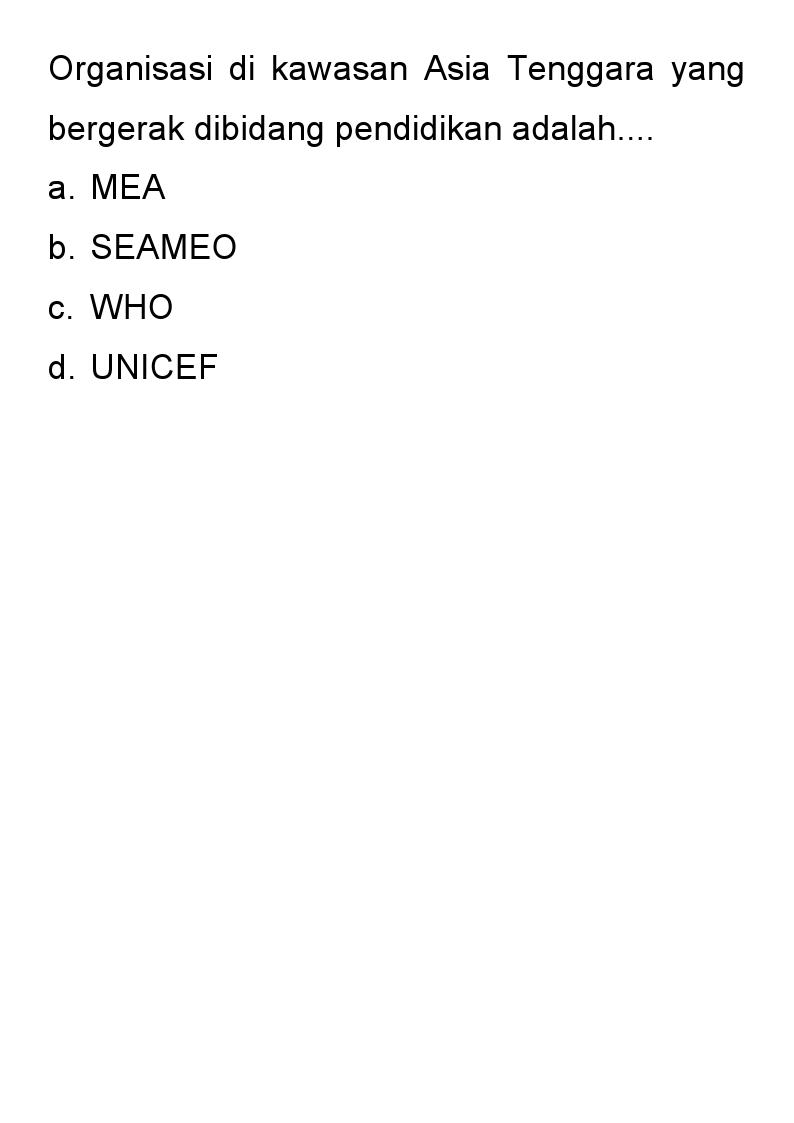 Organisasi di kawasan Asia Tenggara yang
bergerak dibidang pendidikan adalah....
a. MEA
b. SEAMEO
c. WHO
d. UNICEF